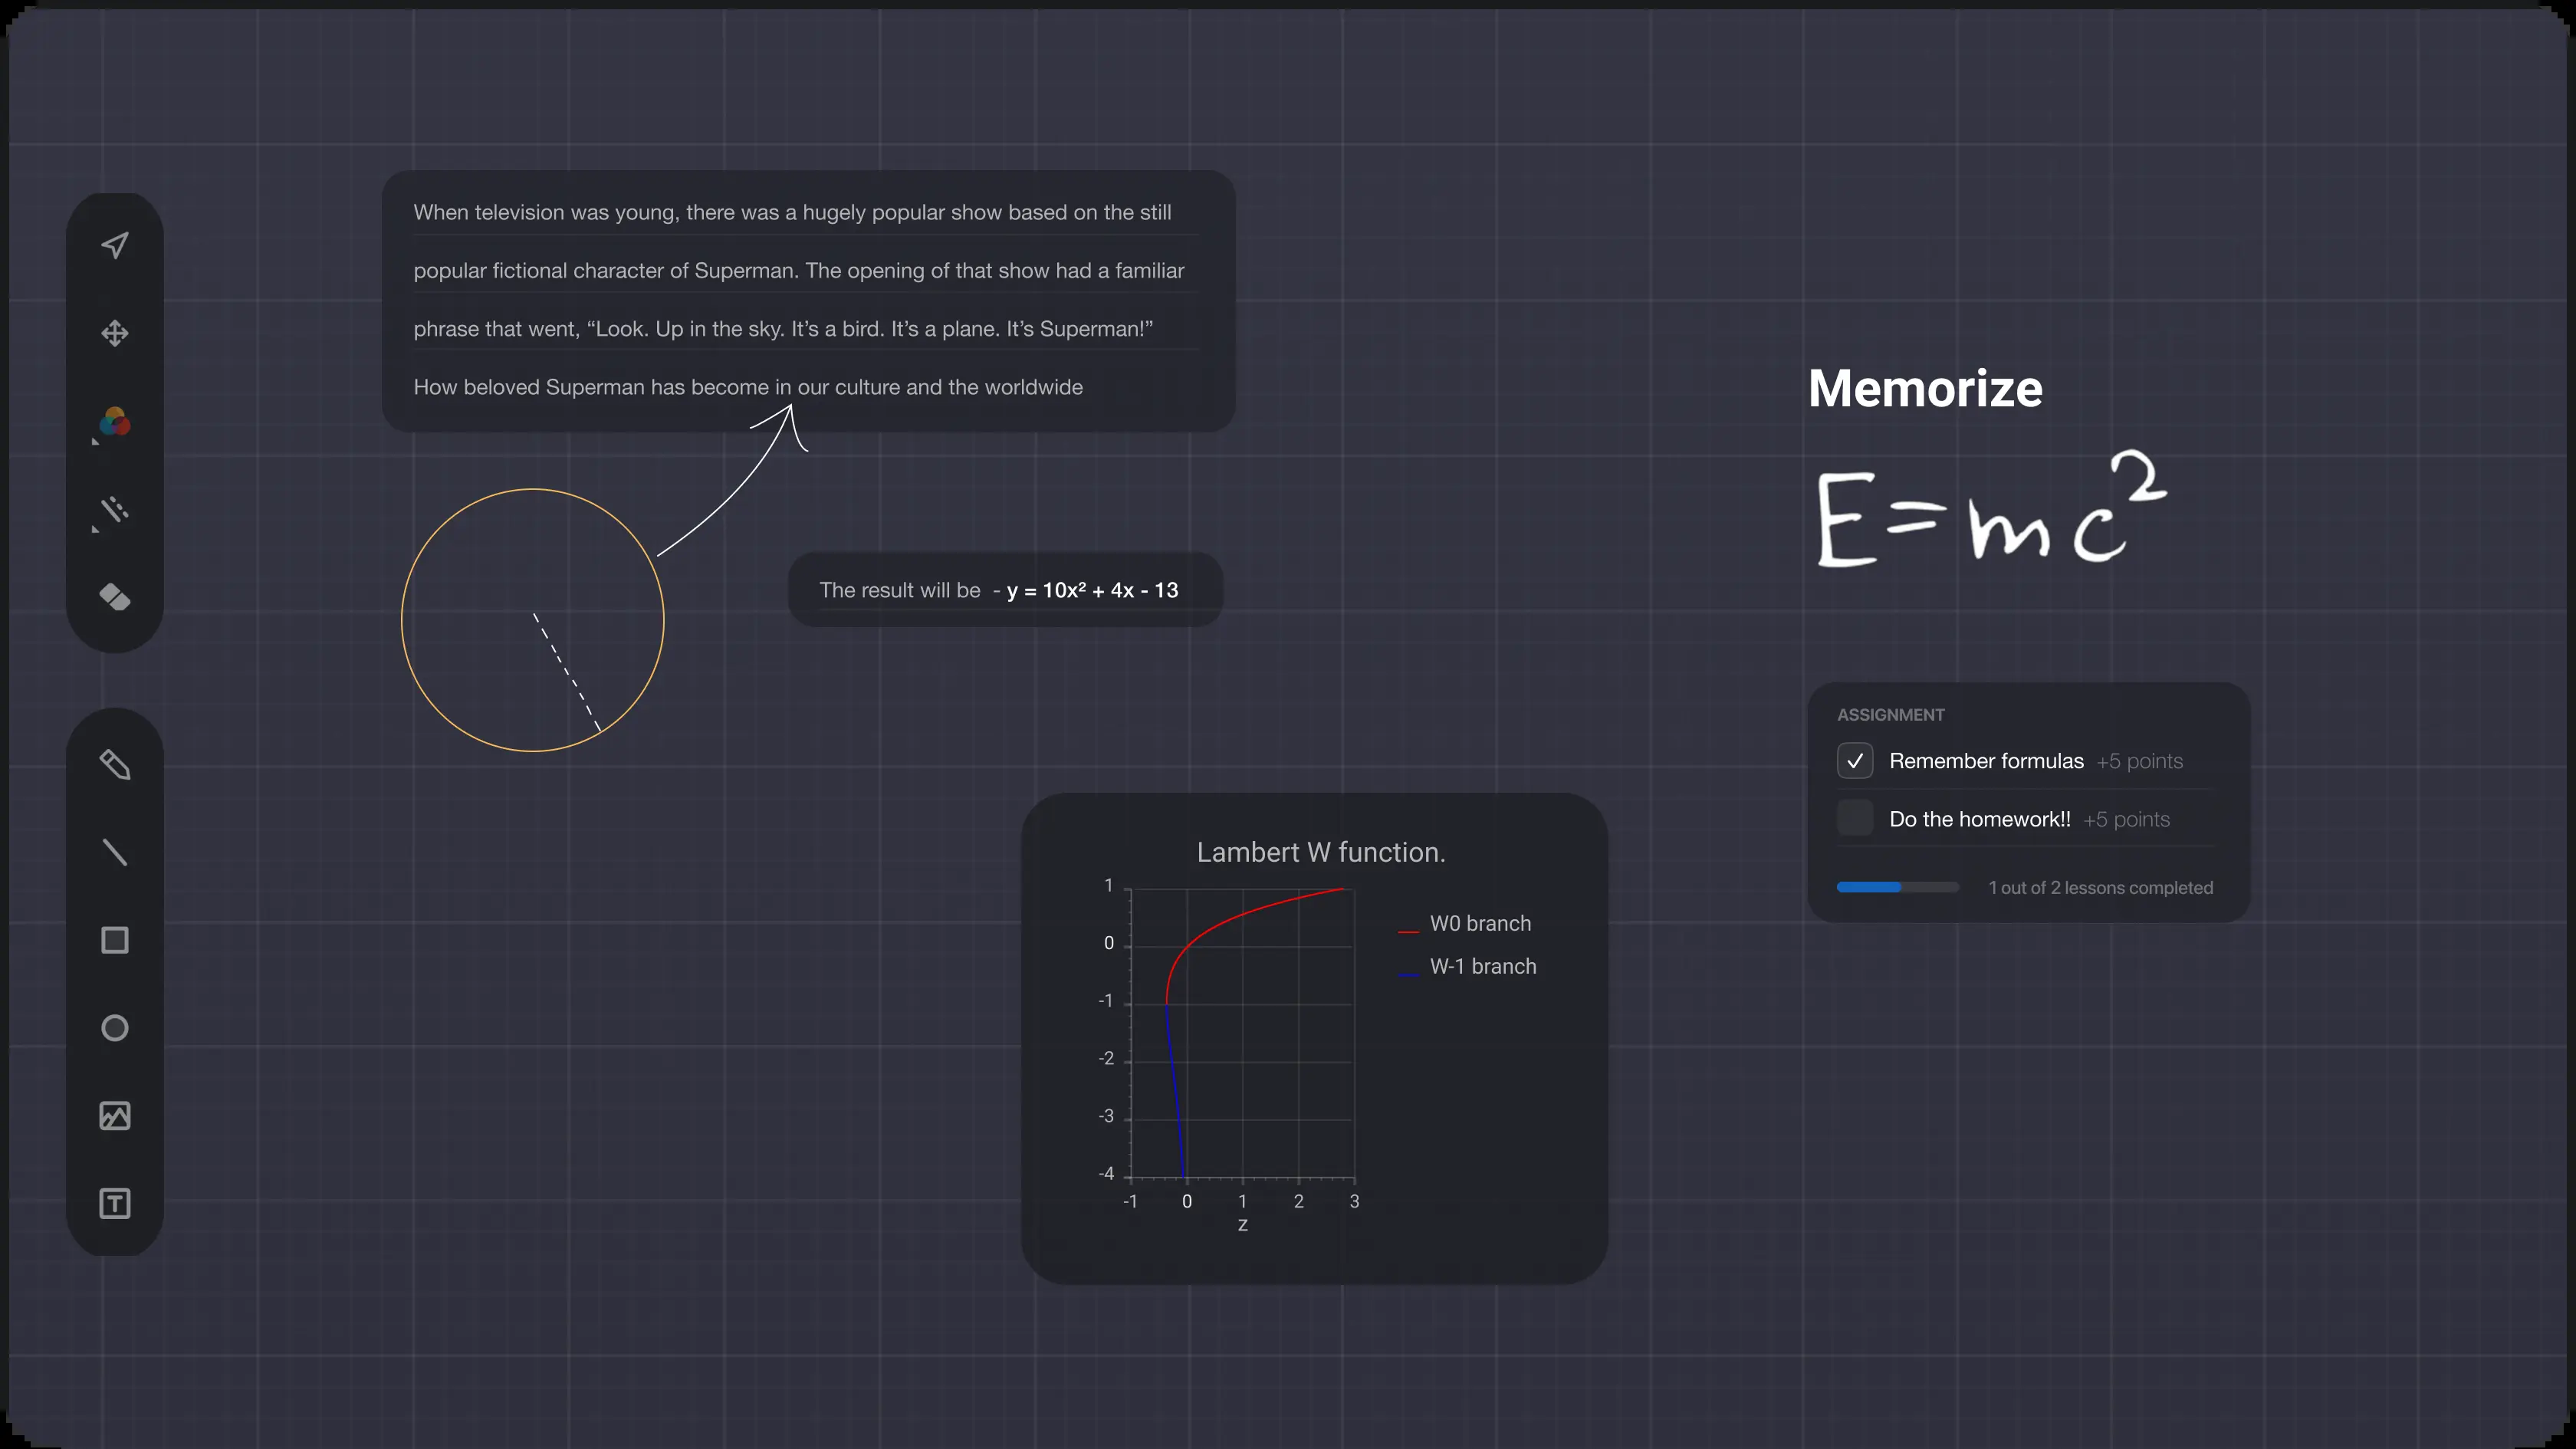 When television was young, there was a hugely popular show based on the still
popular fictional character of Superman. The opening of that show had a familiar
phrase that went, “Look. Up in the sky. It’s a bird. It’s a plane. It’s Superman!”
How beloved Superman has become in our culture and the worldwide
The result will be - y = 10x² + 4x - 13
Memorize
E=mc²
ASSIGNMENT
Remember formulas +5 points
Do the homework!! +5 points
1 out of 2 lessons completed
Lambert W function.
1
0
-1
-2
-3
-4
-1 0 1 2 3
z
W0 branch
W-1 branch
T